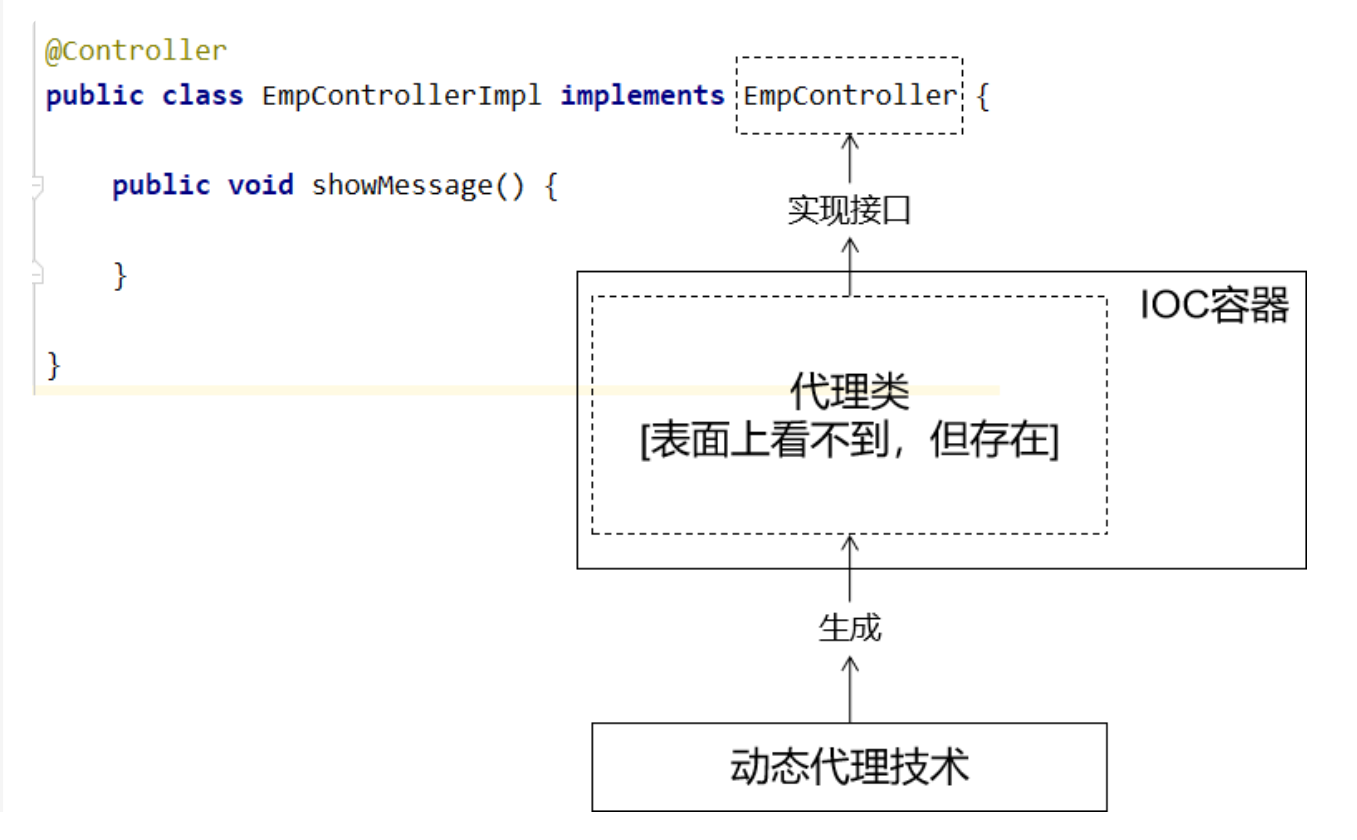 @Controller
public class EmpControllerImpl implements EmpController {
public void showMessage() {
实现接口
}
IOC容器
}
代理类
[表面上看不到，但存在]
生成
动态代理技术